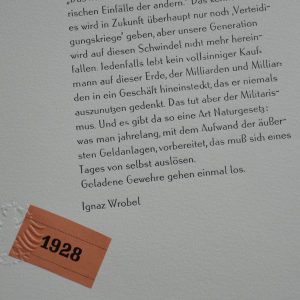 rischen Einfälle der andern."
es wird in Zukunft überhaupt nur noch ,Verteidi-
gungskriege' geben, aber unsere Generation
wird auf diesen Schwindel nicht mehr herein-
fallen. Jedenfalls lebt kein vollsinniger Kauf-
mann auf dieser Erde, der Milliarden und Milliar-
den in ein Geschäft hineinsteckt, das er niemals
auszunutzen gedenkt. Das tut aber der Militaris-
mus. Und es gibt da so eine Art Naturgesetz:
was man jahrelang, mit dem Aufwand der äußer-
sten Geldanlagen, vorbereitet, das muß sich eines
Tages von selbst auslösen.
Geladene Gewehre gehen einmal los.
Ignaz Wrobel
1928